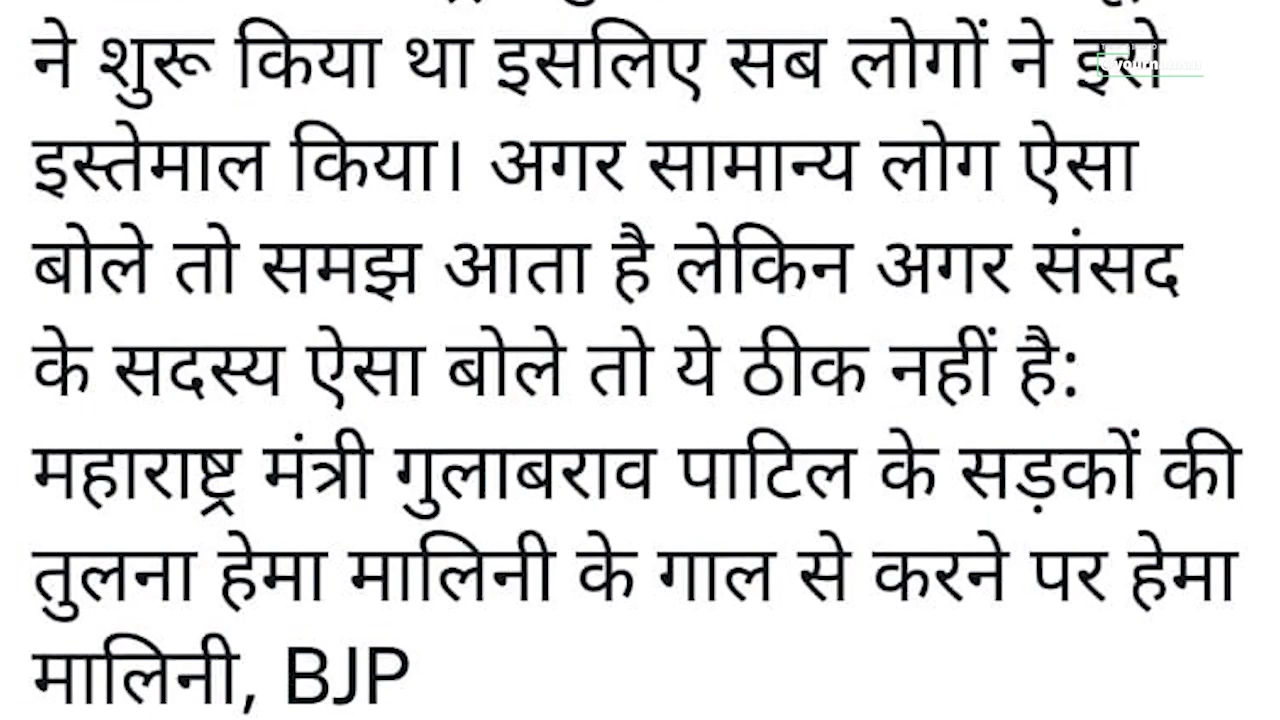 ने शुरू किया था इसलिए सब लोगों ने इसे
इस्तेमाल किया। अगर सामान्य लोग ऐसा
बोले तो समझ आता है लेकिन अगर संसद
के सदस्य ऐसा बोले तो ये ठीक नहीं है:
महाराष्ट्र मंत्री गुलाबराव पाटिल के सड़कों की
तुलना हेमा मालिनी के गाल से करने पर हेमा
मालिनी, BJP